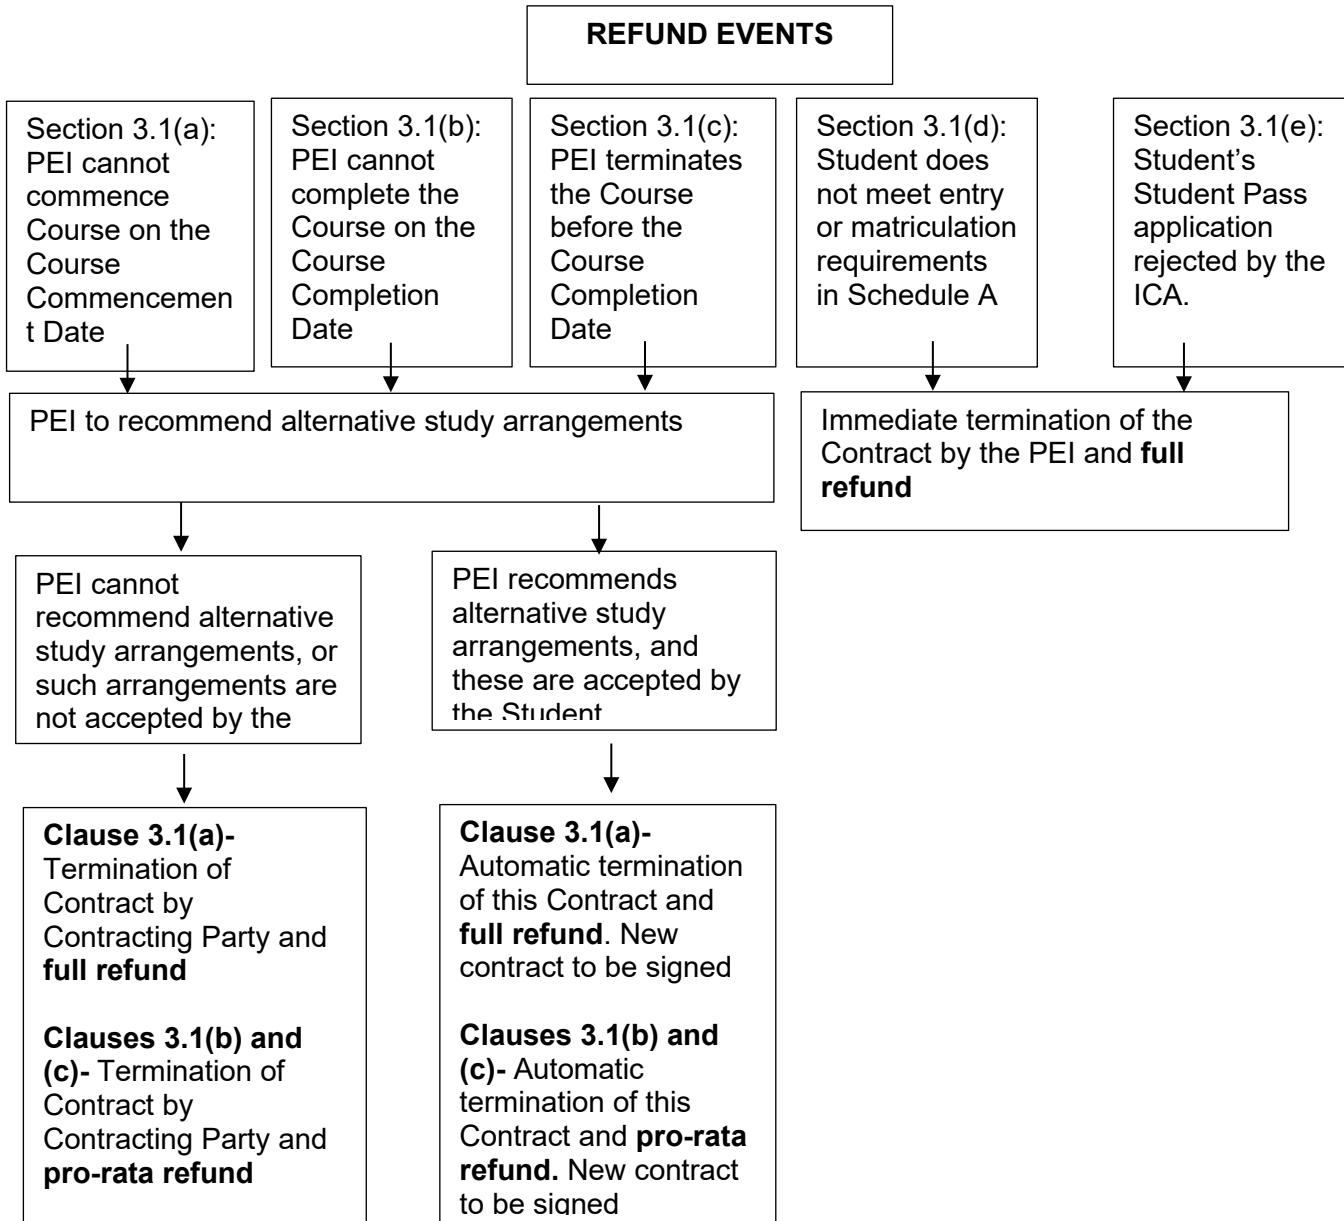 REFUND EVENTS
Section 3.1(a):
PEI cannot
commence
Course on the
Course
Commencemen
t Date
Section 3.1(b):
PEI cannot
complete the
Course on the
Course
Completion
Date
Section 3.1(c):
PEI terminates
the Course
before the
Course
Completion
Date
Section 3.1(d):
Student does
not meet entry
or matriculation
requirements
in Schedule A
Section 3.1(e):
Student’s
Student Pass
application
rejected by the
ICA.
PEI to recommend alternative study arrangements
Immediate termination of the
Contract by the PEI and full
refund
PEI cannot
recommend alternative
study arrangements, or
such arrangements are
not accepted by the
PEI recommends
alternative study
arrangements, and
these are accepted by
the Student
Clause 3.1(a)-
Termination of
Contract by
Contracting Party and
full refund
Clauses 3.1(b) and
(c)- Termination of
Contract by
Contracting Party and
pro-rata refund
Clause 3.1(a)-
Automatic termination
of this Contract and
full refund. New
contract to be signed
Clauses 3.1(b) and
(c)- Automatic
termination of this
Contract and pro-rata
refund. New contract
to be signed